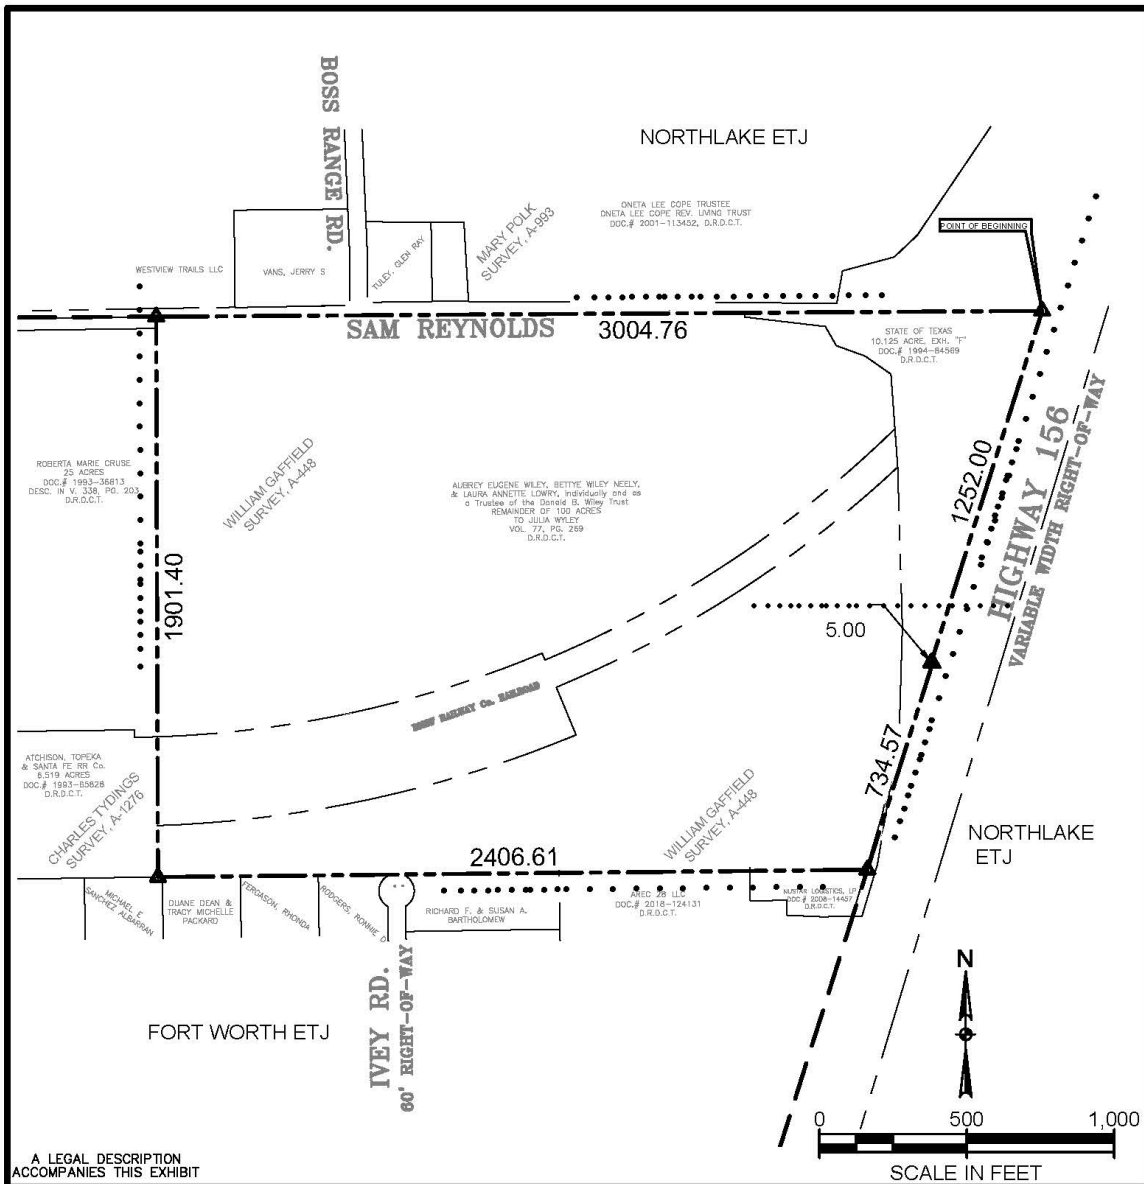 BOSS RANGE RD.
NORTHLAKE ETJ
ONETA LEE COPE TRUSTEE
ONETA LEE COPE REV. LIVING TRUST
DOC.# 2001-113452, D.R.D.C.T.
POINT OF BEGINNING
MARY POLK
SURVEY, A-993
TULEY, GLEN RAY
WESTVIEW TRAILS LLC
VANS, JERRY S
SAM REYNOLDS
3004.76
STATE OF TEXAS
10.125 ACRE, EXH. "F"
DOC.# 1994-84569
D.R.D.C.T.
HIGHWAY 156
VARIABLE WIDTH RIGHT-OF-WAY
1252.00
ROBERTA MARIE CRUSE
25 ACRES
DOC.# 1993-36813
DESC. IN V. 338, PG. 203
D.R.D.C.T.
WILLIAM GAFFIELD
SURVEY, A-448
AUBREY EUGENE WILEY, BETTYE WILEY NEELY,
& LAURA ANNETTE LOWRY, Individually and as
a Trustee of the Donald B. Wiley Trust
REMAINDER OF 100 ACRES
TO JULIA WYLEY
VOL. 77, PG. 269
D.R.D.C.T.
1901.40
5.00
RAILWAY Co. RAILROAD
734.57
ATCHISON, TOPEKA
& SANTA FE RR Co.
6.519 ACRES
DOC.# 1993-65828
D.R.D.C.T.
CHARLES TYDINGS
SURVEY, A-1276
WILLIAM GAFFIELD
SURVEY, A-448
NORTHLAKE
ETJ
2406.61
MICHAEL E
SANCHEZ ALBARRAN
DUANE DEAN &
TRACY MICHELLE
PACKARD
FERGASON, RHONDA
RODGERS, RONNIE D
RICHARD F. & SUSAN A.
BARTHOLOMEW
AREC 28 LLC
DOC.# 2018-124131
D.R.D.C.T.
NUSTAR LOGISTICS, LP
DOC.# 2008-14457
D.R.D.C.T.
IVEY RD.
60' RIGHT-OF-WAY
FORT WORTH ETJ
N
0 500 1,000
SCALE IN FEET
A LEGAL DESCRIPTION
ACCOMPANIES THIS EXHIBIT